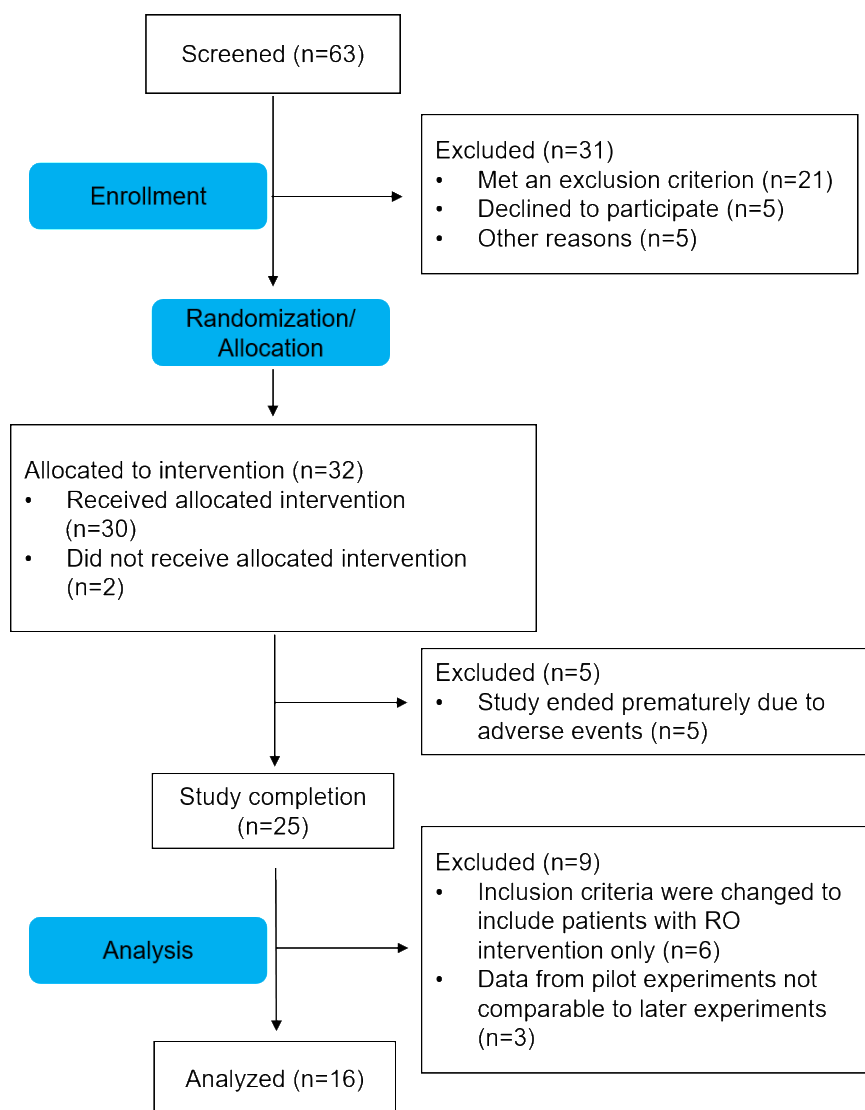 Screened (n=63)
Enrollment
Excluded (n=31)
• Met an exclusion criterion (n=21)
• Declined to participate (n=5)
• Other reasons (n=5)
Randomization/
Allocation
Allocated to intervention (n=32)
• Received allocated intervention
(n=30)
• Did not receive allocated intervention
(n=2)
Excluded (n=5)
• Study ended prematurely due to
adverse events (n=5)
Study completion
(n=25)
Excluded (n=9)
• Inclusion criteria were changed to
include patients with RO
intervention only (n=6)
• Data from pilot experiments not
comparable to later experiments
(n=3)
Analysis
Analyzed (n=16)